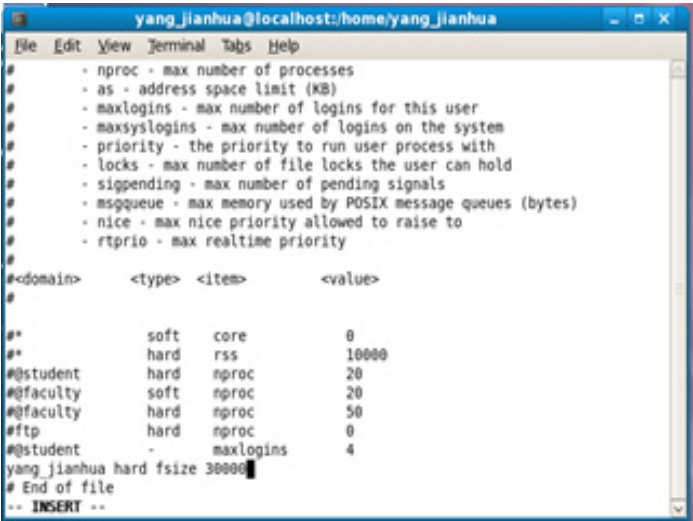 yang_jianhua@localhost:/home/yang_jianhua
File Edit View Terminal Tabs Help
# - nproc - max number of processes
# - as - address space limit (KB)
# - maxlogins - max number of logins for this user
# - maxsyslogins - max number of logins on the system
# - priority - the priority to run user process with
# - locks - max number of file locks the user can hold
# - sigpending - max number of pending signals
# - msgqueue - max memory used by POSIX message queues (bytes)
# - nice - max nice priority allowed to raise to
# - rtprio - max realtime priority
#
#<domain> <type> <item> <value>
#
#* soft core 0
#* hard rss 10000
#@student hard nproc 20
#@faculty soft nproc 20
#@faculty hard nproc 50
#ftp hard nproc 0
#@student - maxlogins 4
yang_jianhua hard fsize 30000
# End of file
-- INSERT --